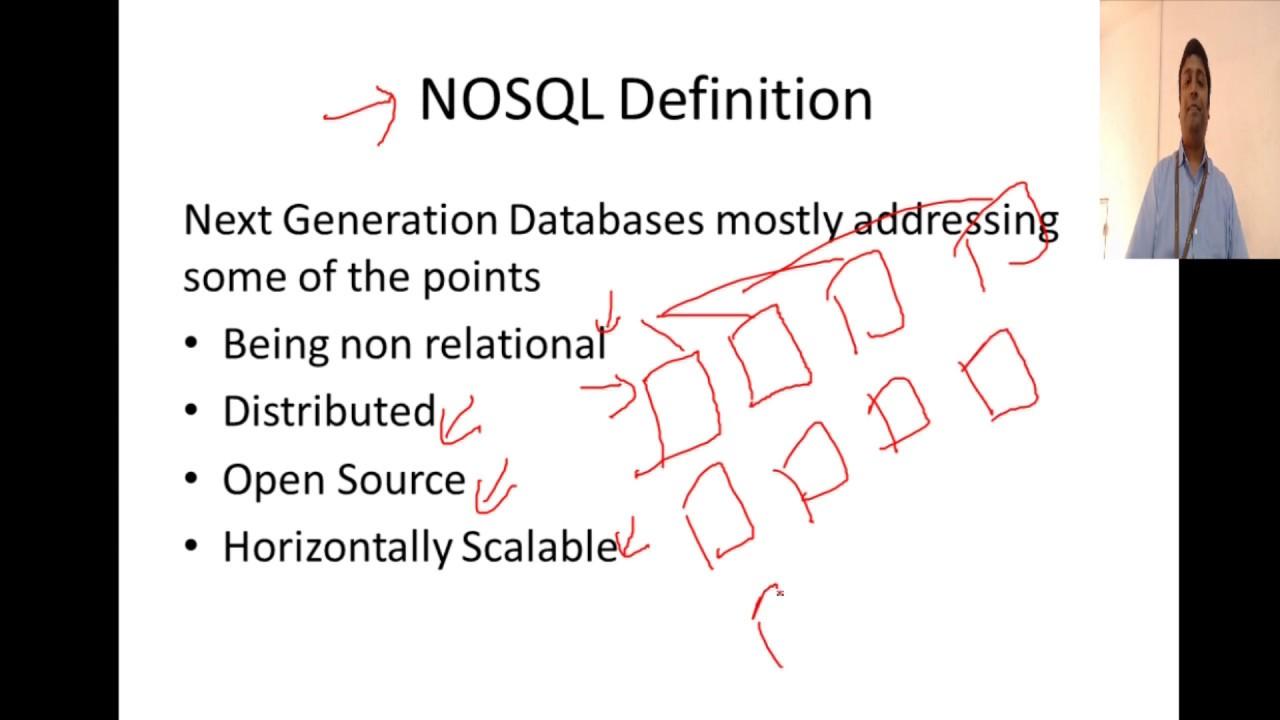 NOSQL Definition
Next Generation Databases mostly addressing
some of the points
• Being non relational
• Distributed
• Open Source
• Horizontally Scalable